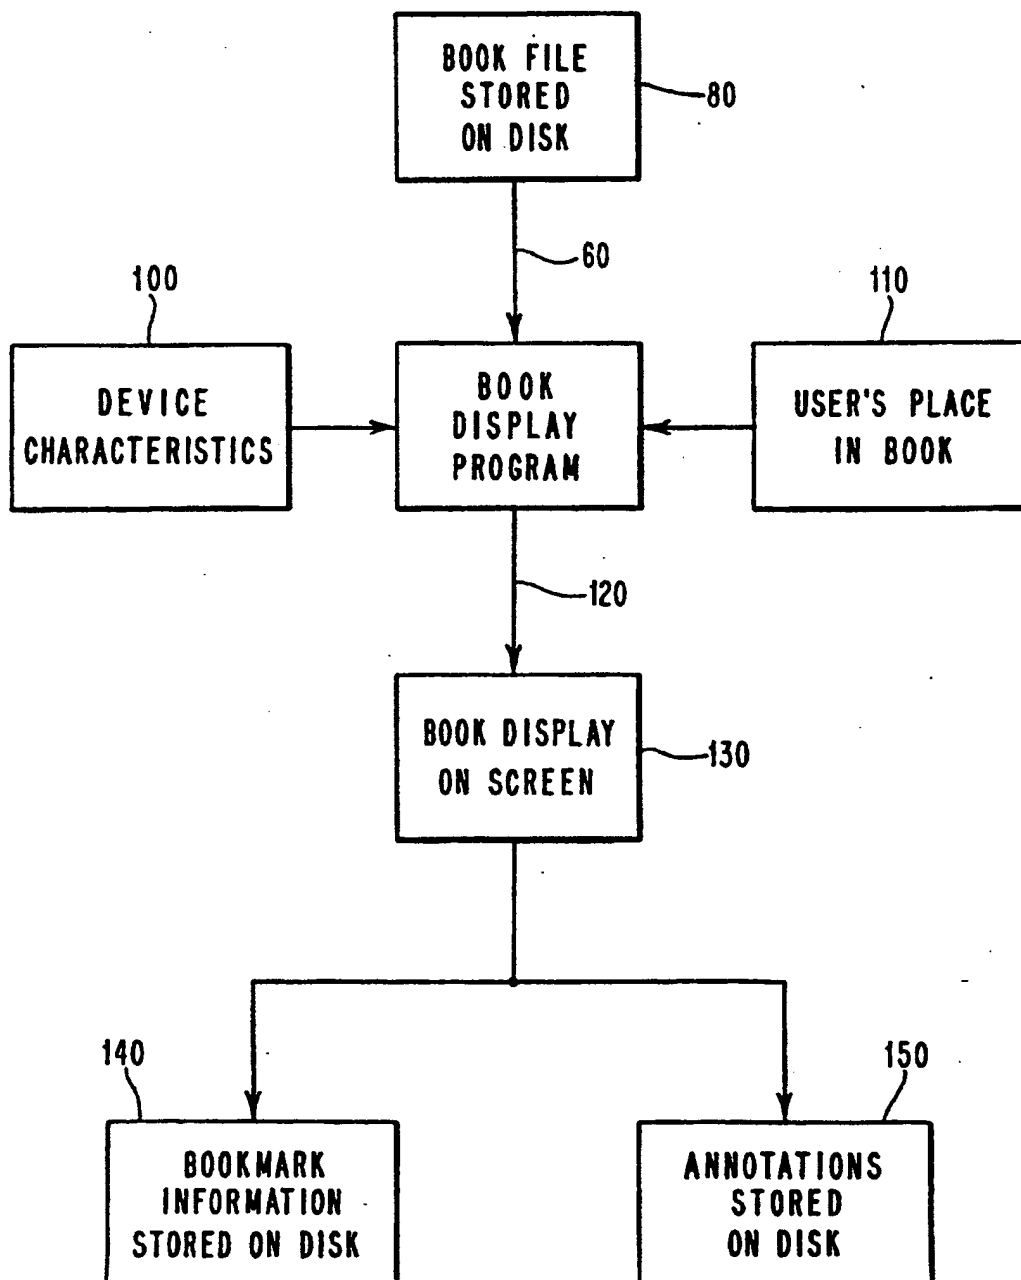 BOOK FILE
STORED
ON DISK
80
60
100
110
DEVICE
CHARACTERISTICS
BOOK
DISPLAY
PROGRAM
USER'S PLACE
IN BOOK
120
BOOK DISPLAY
ON SCREEN
130
140
150
BOOKMARK
INFORMATION
STORED ON DISK
ANNOTATIONS
STORED
ON DISK